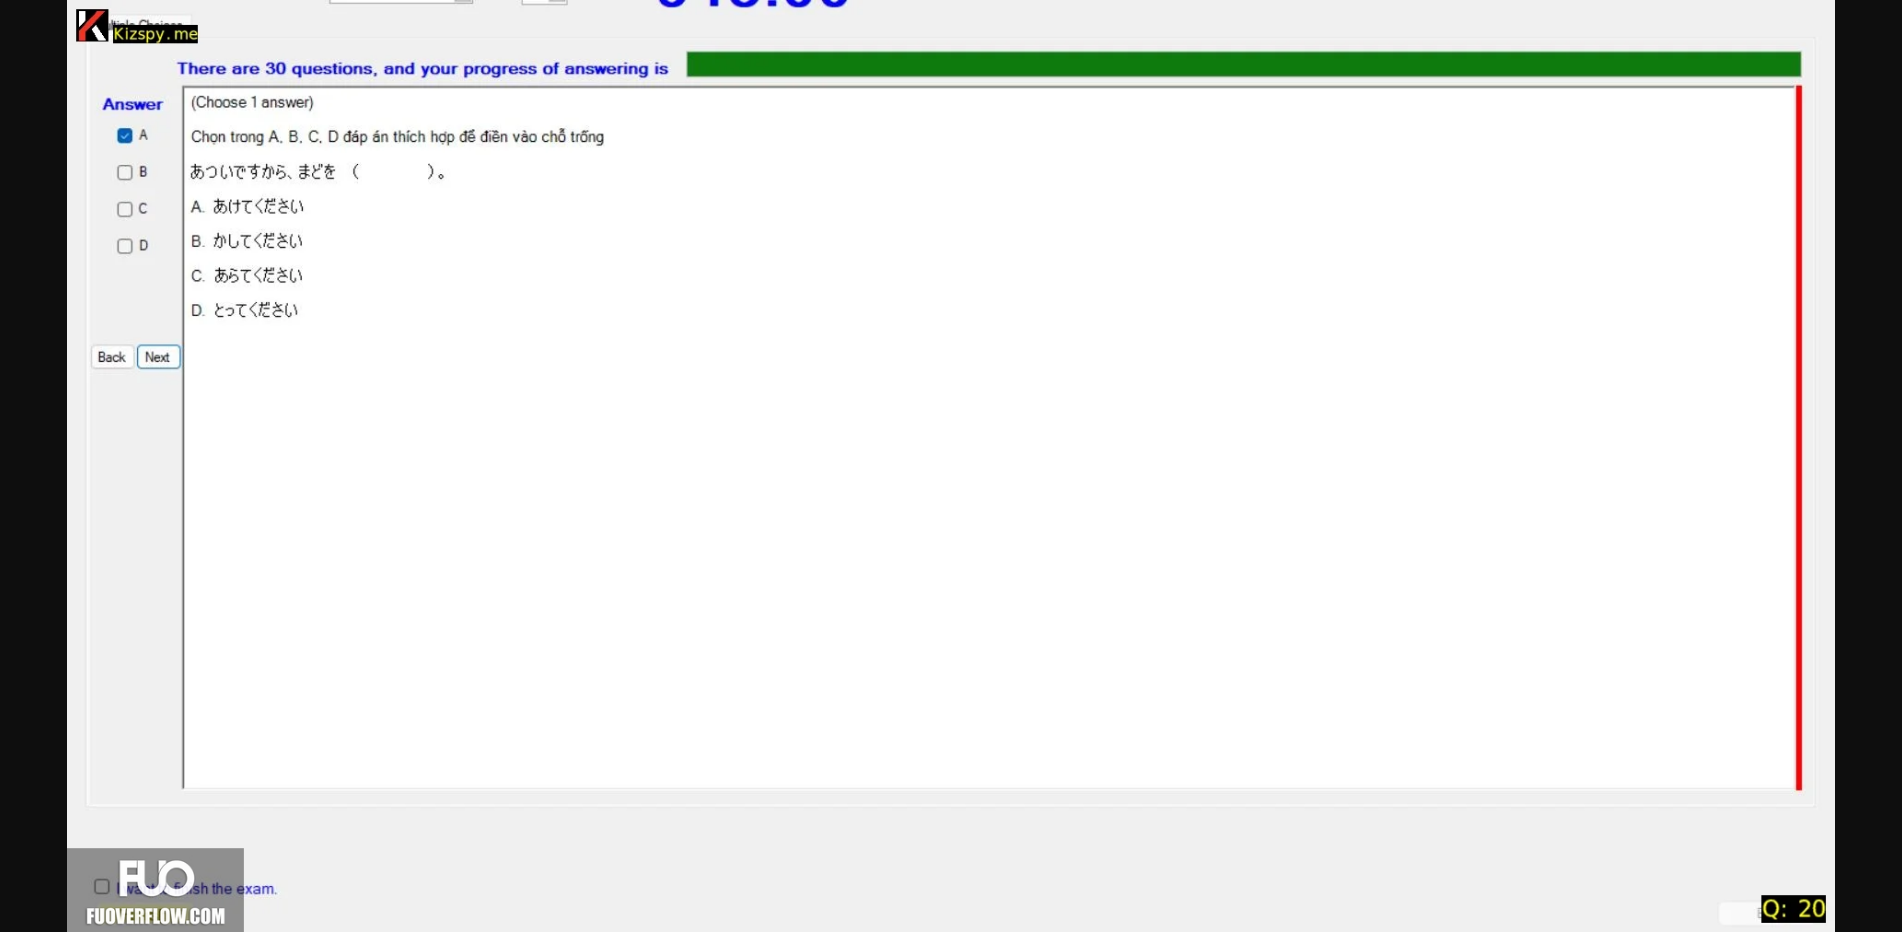 Kizspy.me
There are 30 questions, and your progress of answering is
Answer
(Choose 1 answer)
A
Chọn trong A, B, C, D đáp án thích hợp để điền vào chỗ trống
B
あついですから、まどを （　　　　）。
C
A. あけてください
D
B. かしてください
C. あらてください
D. とってください
Back
Next
FUO
finish the exam.
FUOVERFLOW.COM
Q: 20